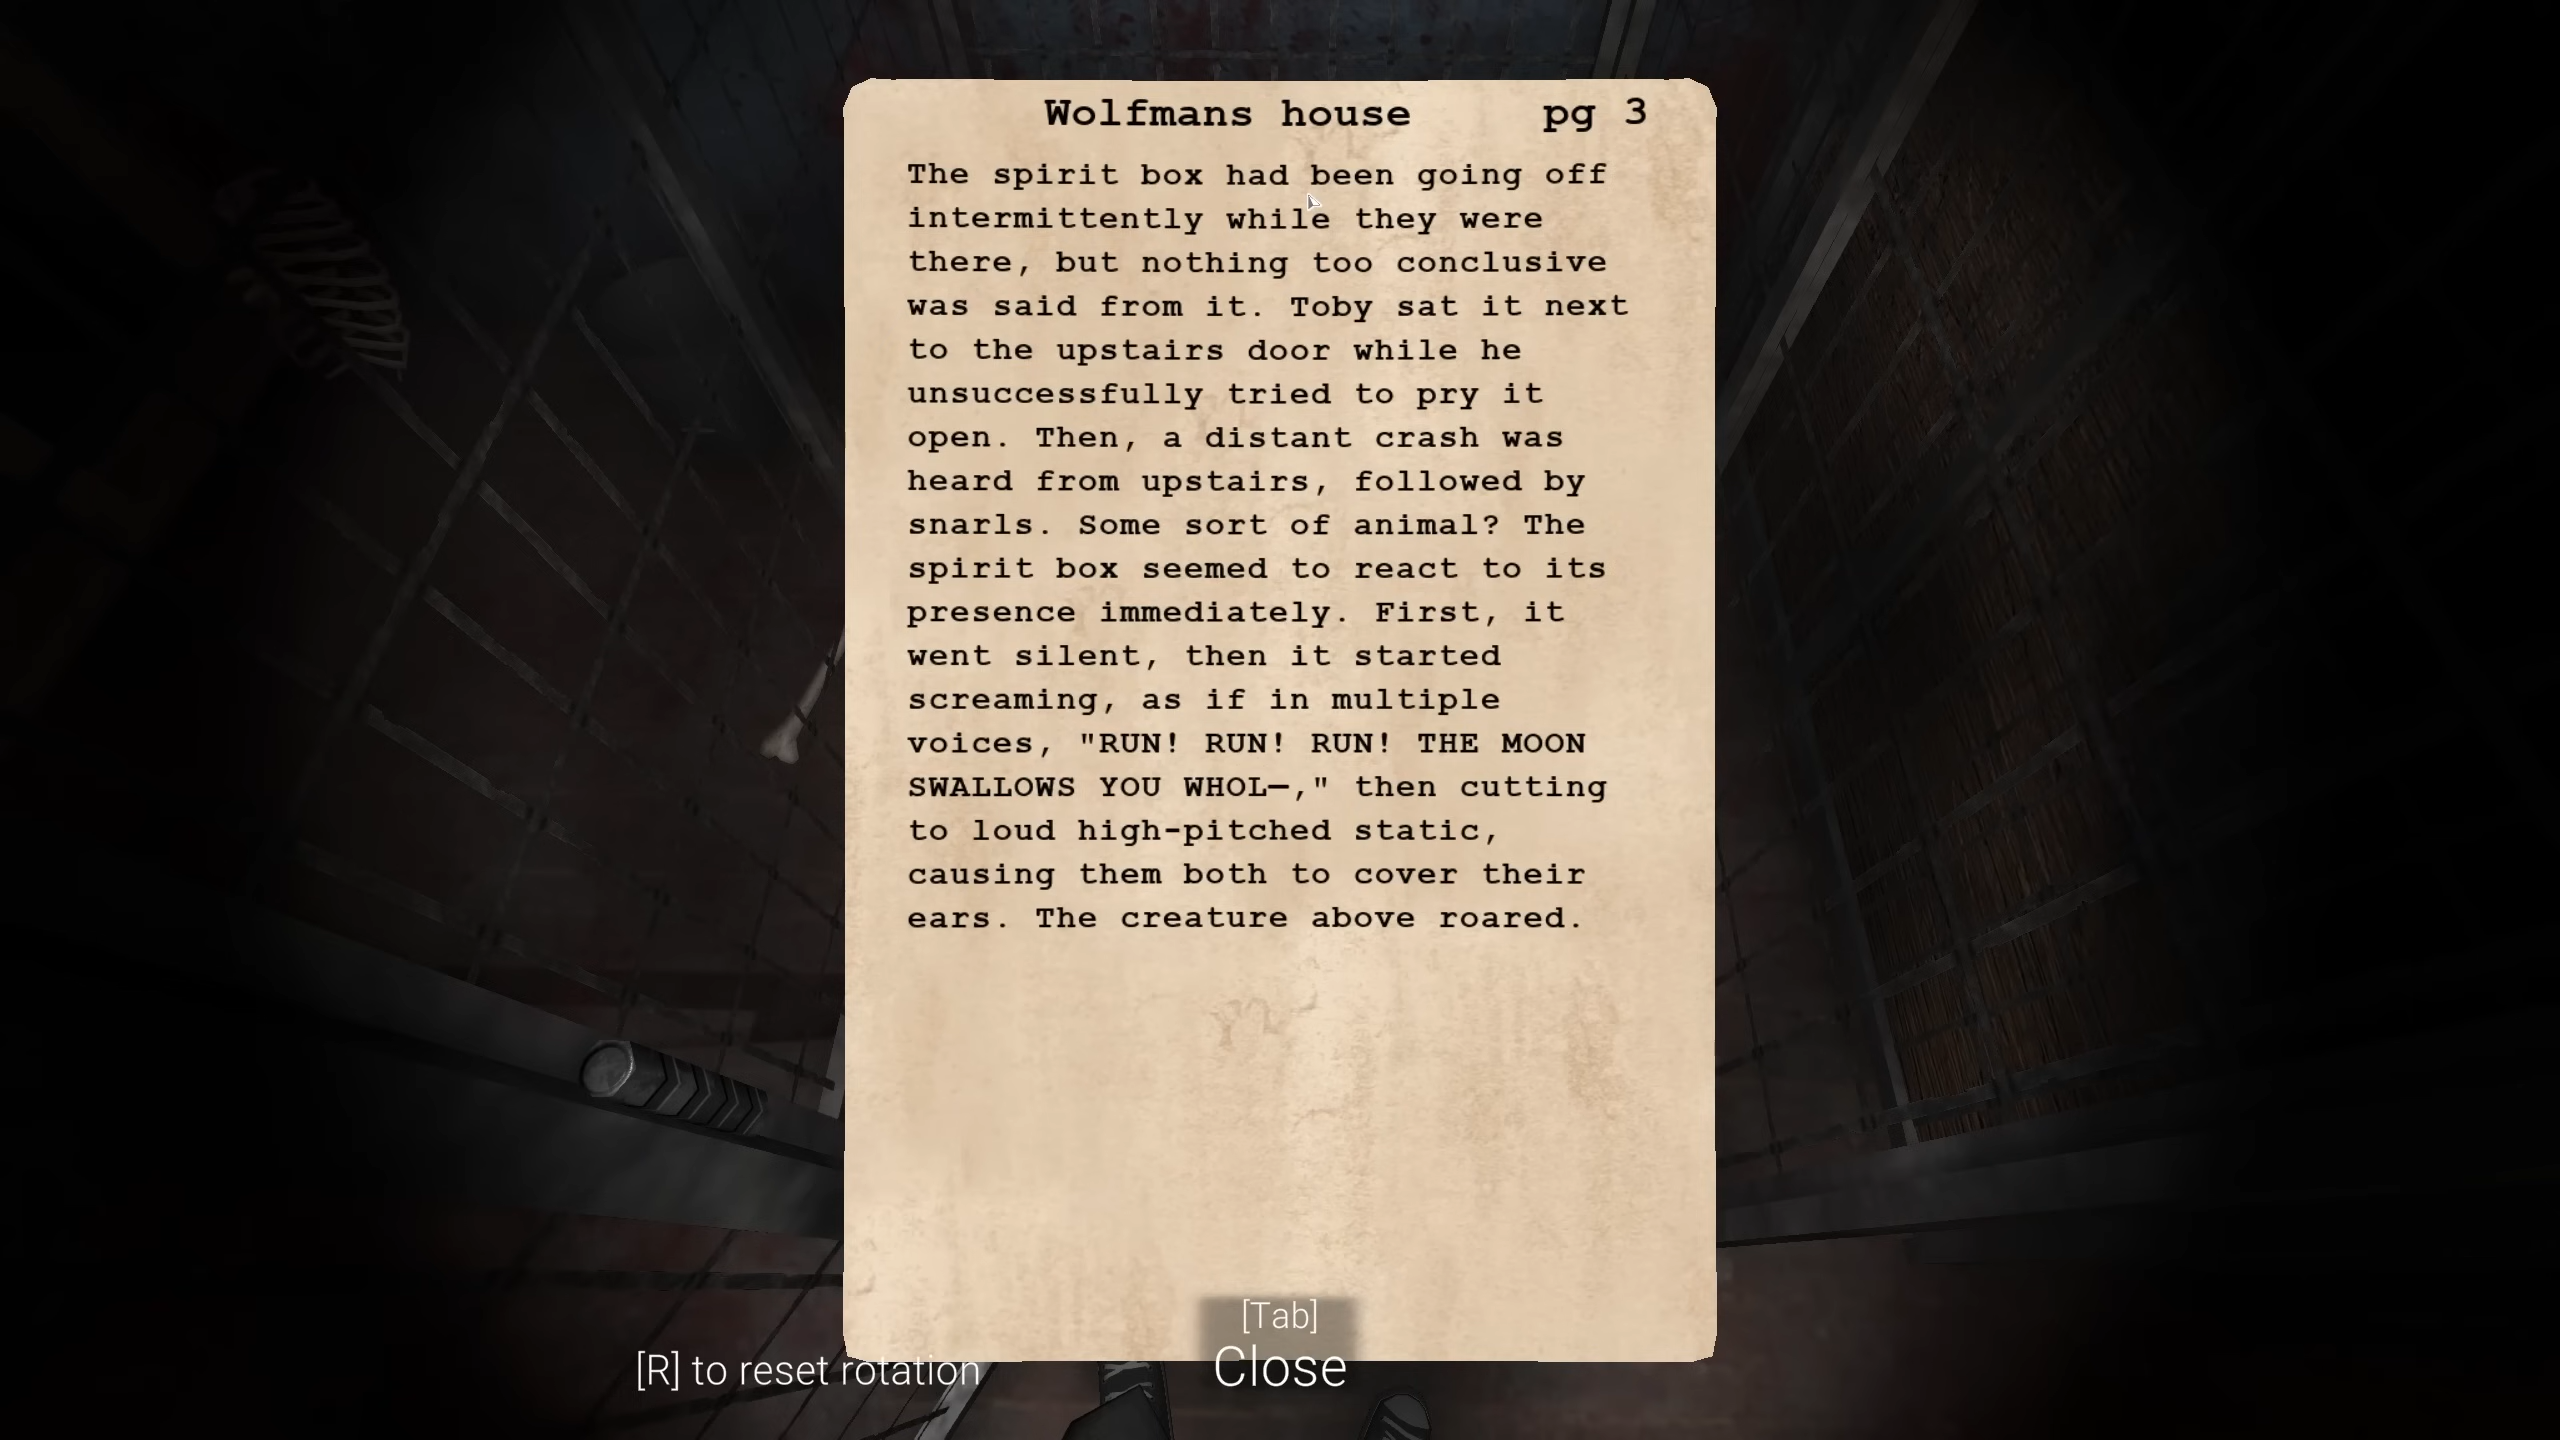 Wolfmans house pg 3
The spirit box had been going off
intermittently while they were
there, but nothing too conclusive
was said from it. Toby sat it next
to the upstairs door while he
unsuccessfully tried to pry it
open. Then, a distant crash was
heard from upstairs, followed by
snarls. Some sort of animal? The
spirit box seemed to react to its
presence immediately. First, it
went silent, then it started
screaming, as if in multiple
voices, "RUN! RUN! RUN! THE MOON
SWALLOWS YOU WHOL—," then cutting
to loud high-pitched static,
causing them both to cover their
ears. The creature above roared.
[Tab]
[R] to reset rotation
Close